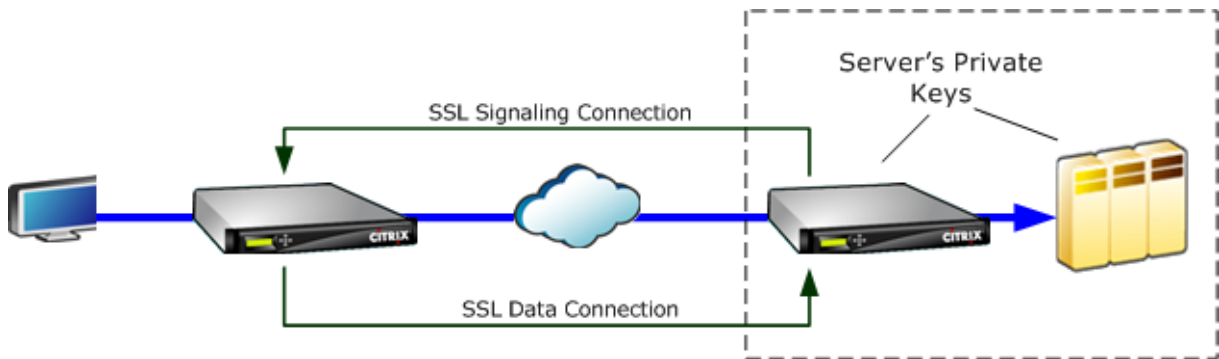 Server's Private
Keys
SSL Signaling Connection
CITRIX
CITRIX
SSL Data Connection